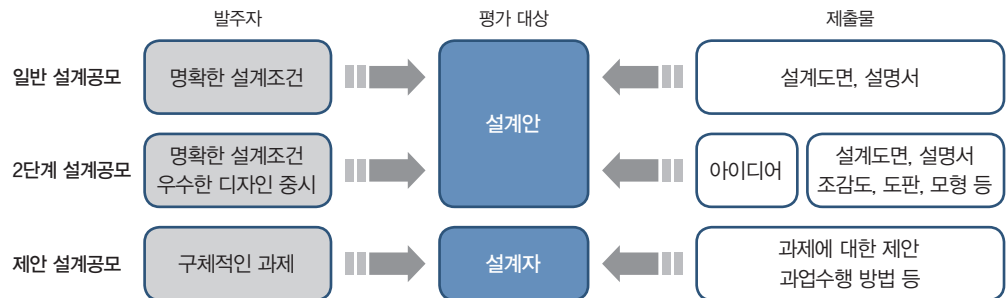 발주자
평가 대상
제출물
일반 설계공모
명확한 설계조건
설계안
설계도면, 설명서
2단계 설계공모
명확한 설계조건
우수한 디자인 중시
아이디어
설계도면, 설명서
조감도, 도판, 모형 등
제안 설계공모
구체적인 과제
설계자
과제에 대한 제안
과업수행 방법 등